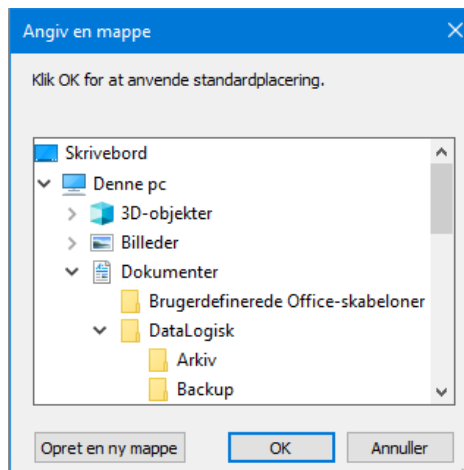 Angiv en mappe
Klik OK for at anvende standardplacering.
Skrivebord
Denne pc
3D-objekter
Billeder
Dokumenter
Brugerdefinerede Office-skabeloner
DataLogisk
Arkiv
Backup
Opret en ny mappe OK Annuller